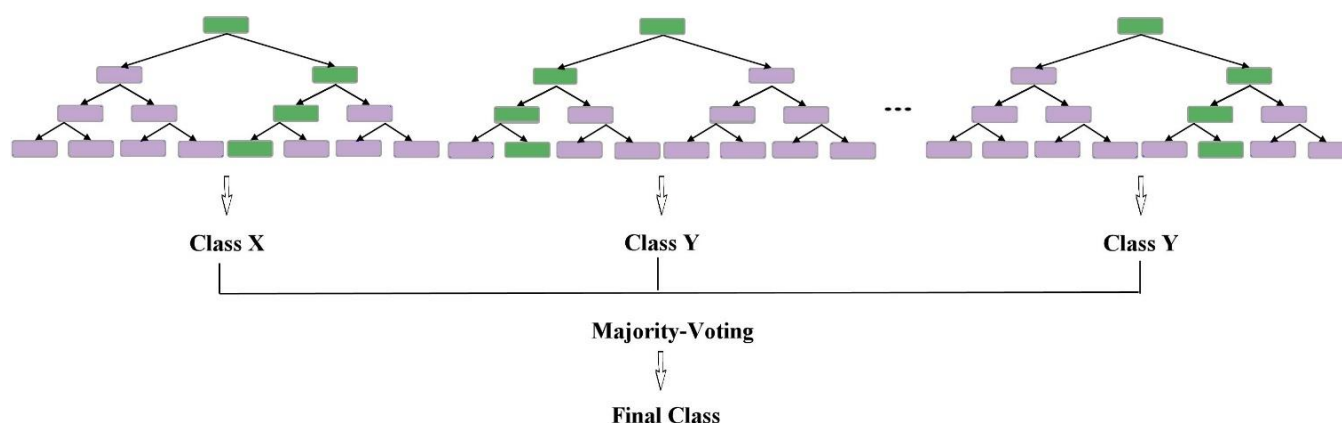 ...
Class X
Class Y
Class Y
Majority-Voting
Final Class